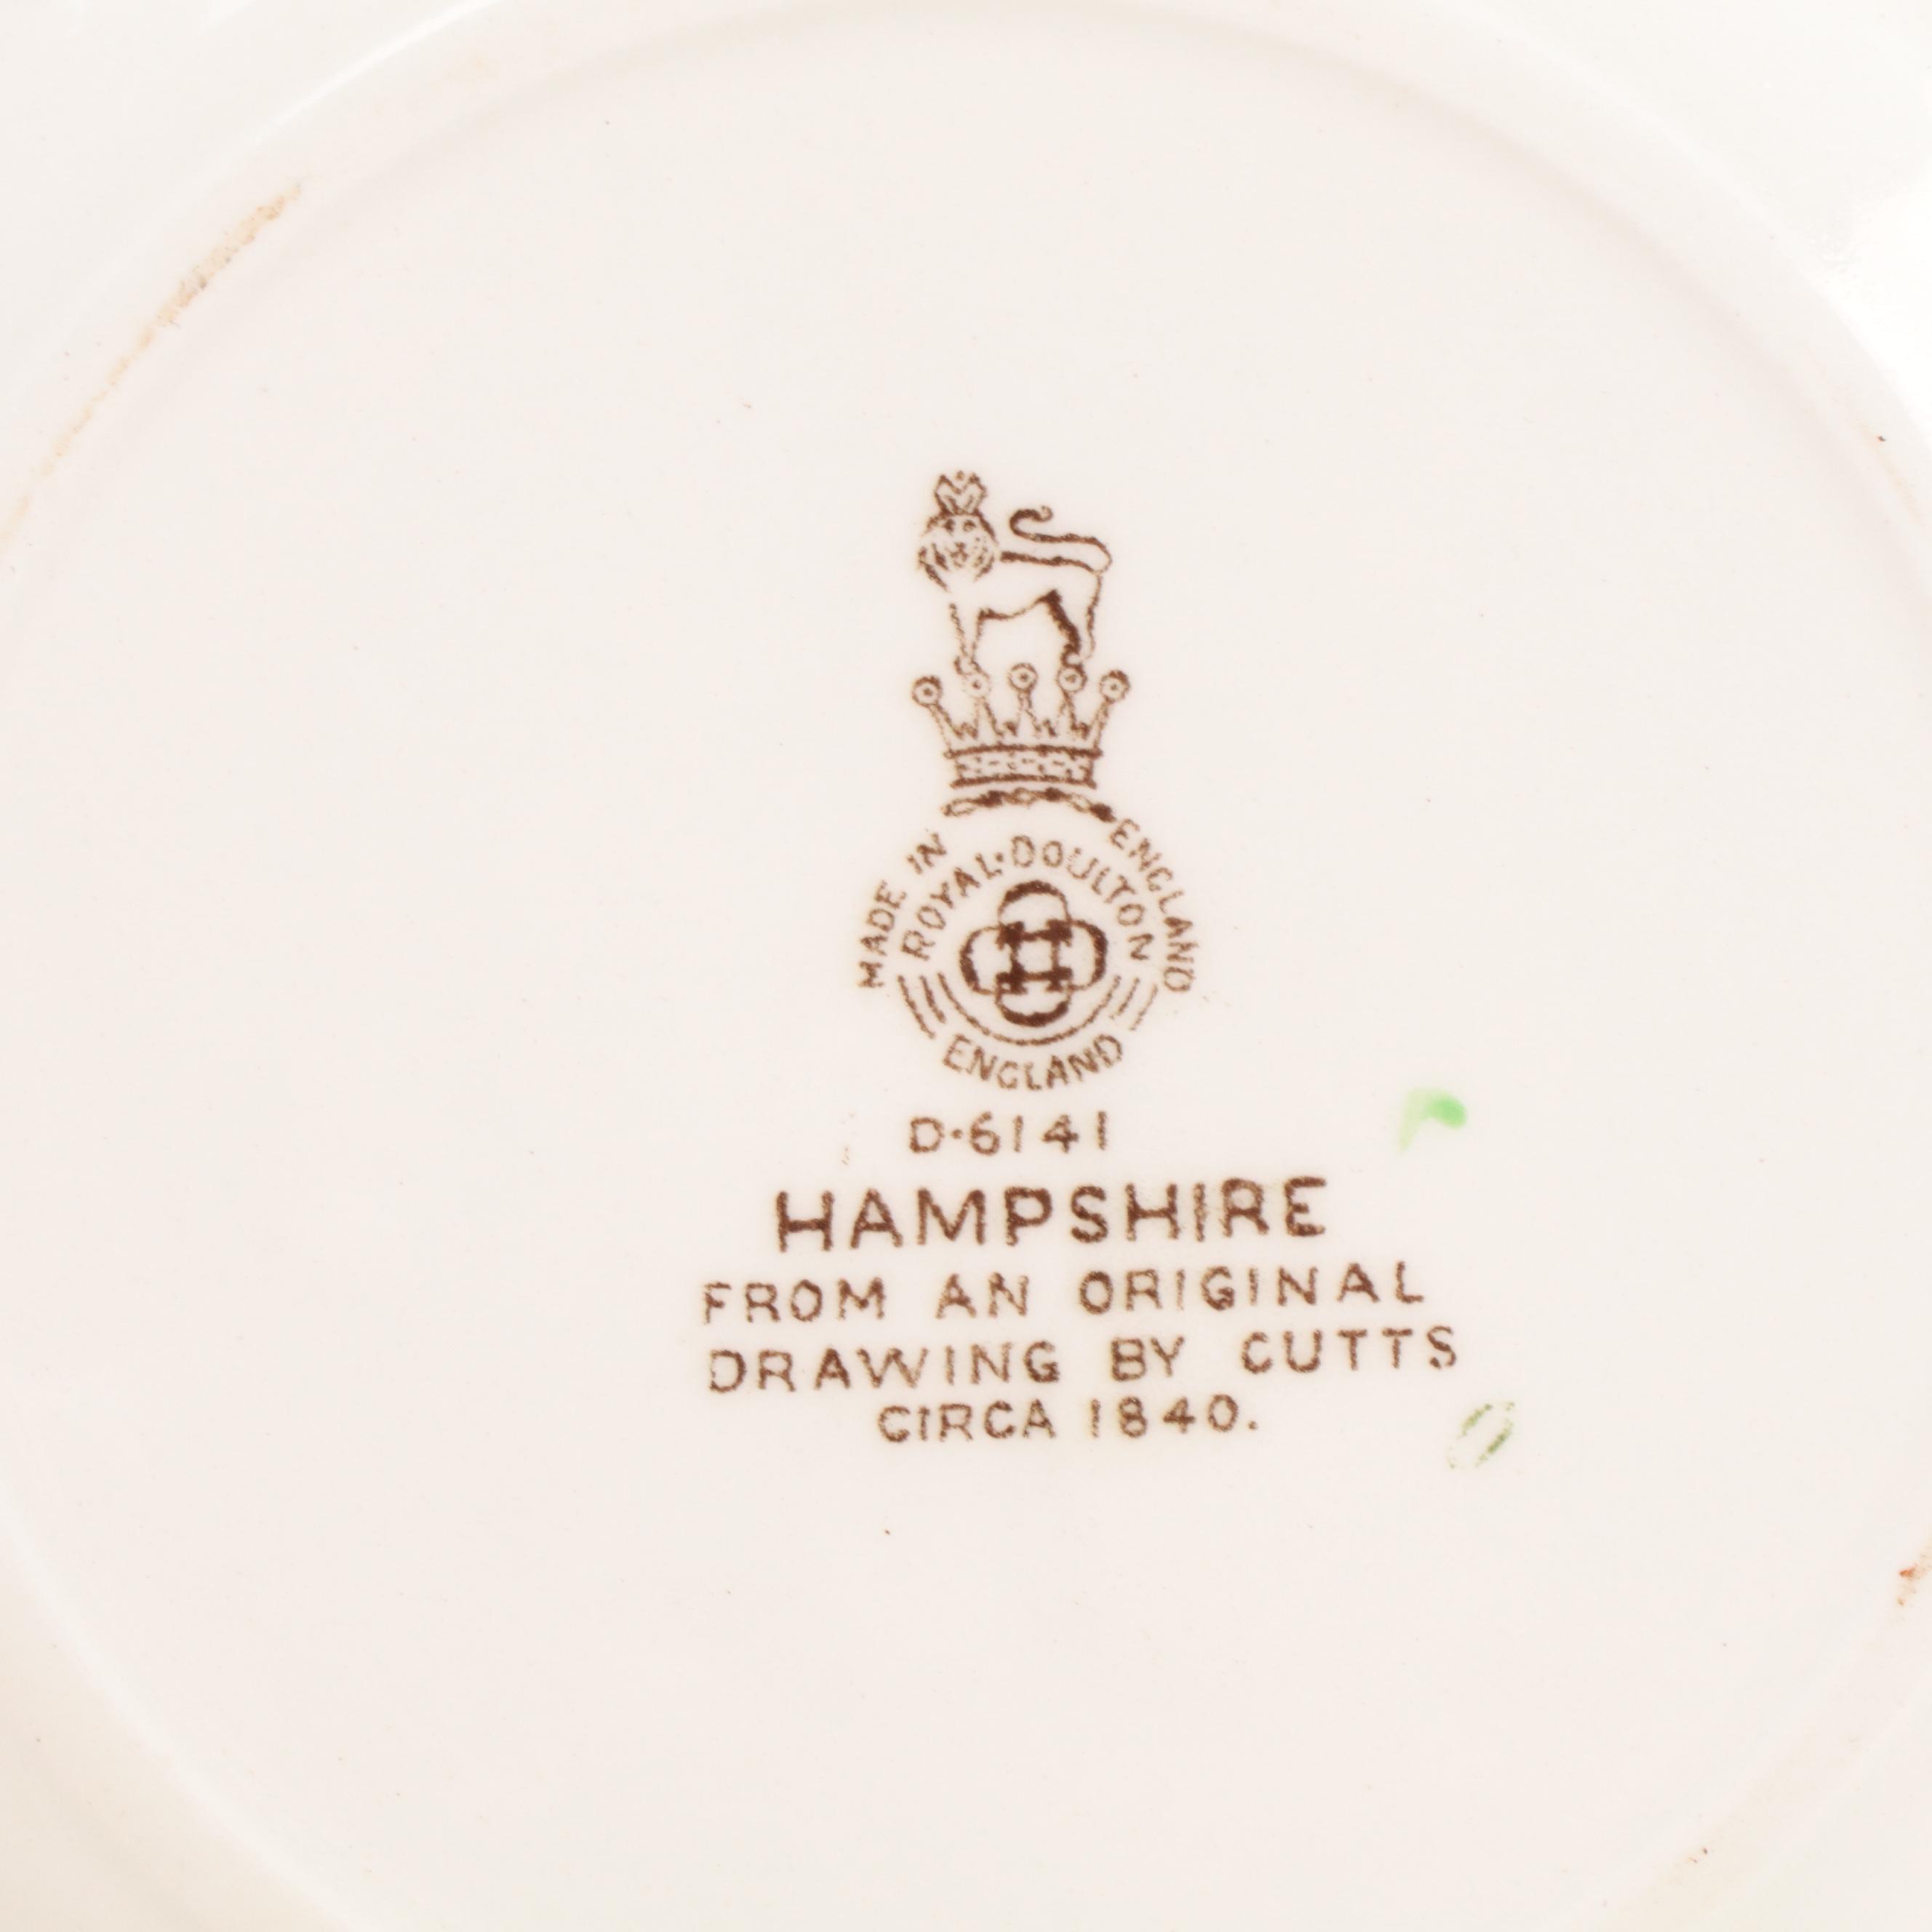 MADE IN ENGLAND
ROYAL·DOULTON
ENGLAND
D·6141
HAMPSHIRE
FROM AN ORIGINAL
DRAWING BY CUTTS
CIRCA 1840.